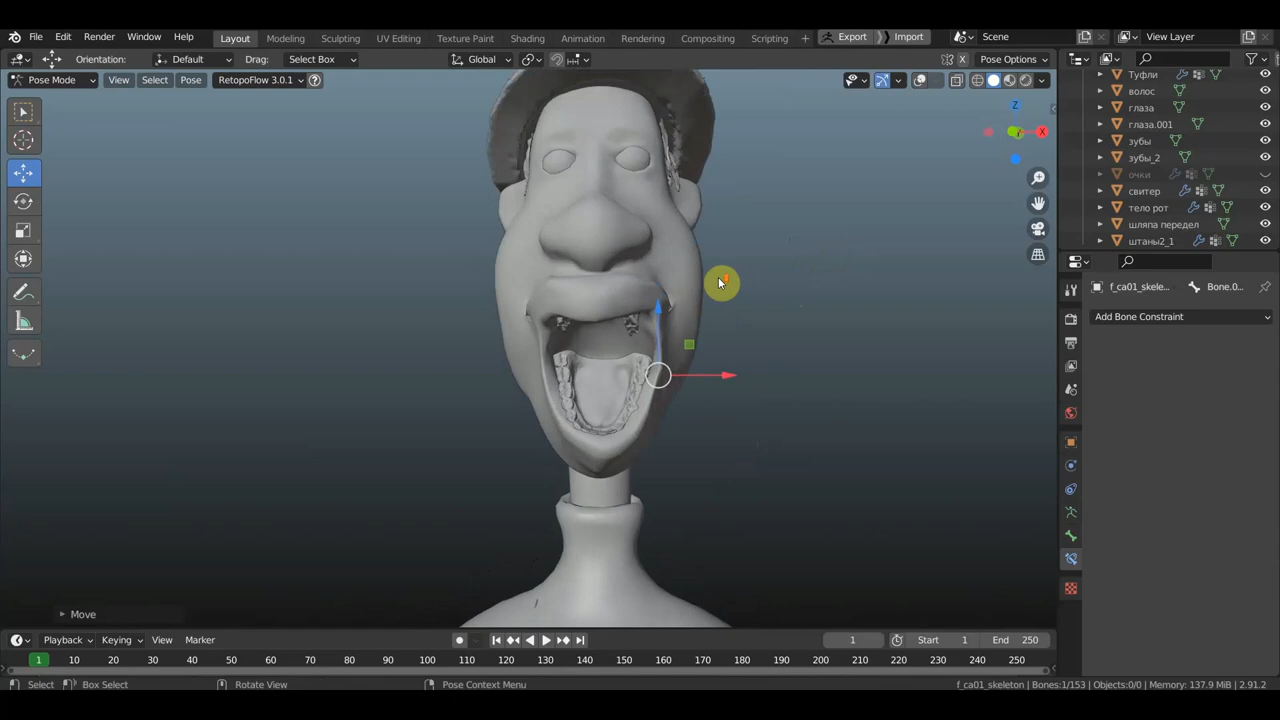 File Edit Render Window Help Layout Modeling Sculpting UV Editing Texture Paint Shading Animation Rendering Compositing Scripting + Export Import Scene View Layer
Orientation: Default Drag: Select Box Global X Pose Options
Pose Mode View Select Pose RetopoFlow 3.0.1
Туфли
волос
глаза
глаза.001
зубы
зубы_2
очки
свитер
тело рот
шляпа передел
штаны2_1
Z
X
f_ca01_skele... Bone.0...
Add Bone Constraint
Move
Playback Keying View Marker 1 Start 1 End 250
1 10 20 30 40 50 60 70 80 90 100 110 120 130 140 150 160 170 180 190 200 210 220 230 240 250
Select Box Select Rotate View Pose Context Menu f_ca01_skeleton | Bones:1/153 | Objects:0/0 | Memory: 137.9 MiB | 2.91.2